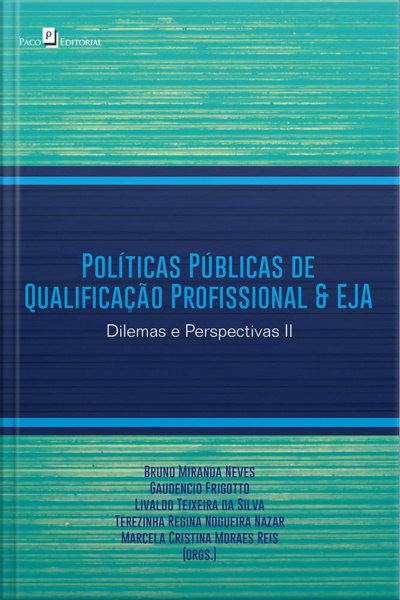 PACO P EDITORIAL
POLÍTICAS PÚBLICAS DE
QUALIFICAÇÃO PROFISSIONAL & EJA
Dilemas e Perspectivas II
BRUNO MIRANDA NEVES
GAUDENCIO FRIGOTTO
LIVALDO TEIXEIRA DA SILVA
TEREZINHA REGINA NOGUEIRA NAZAR
MARCELA CRISTINA MORAES REIS
(ORGS.)